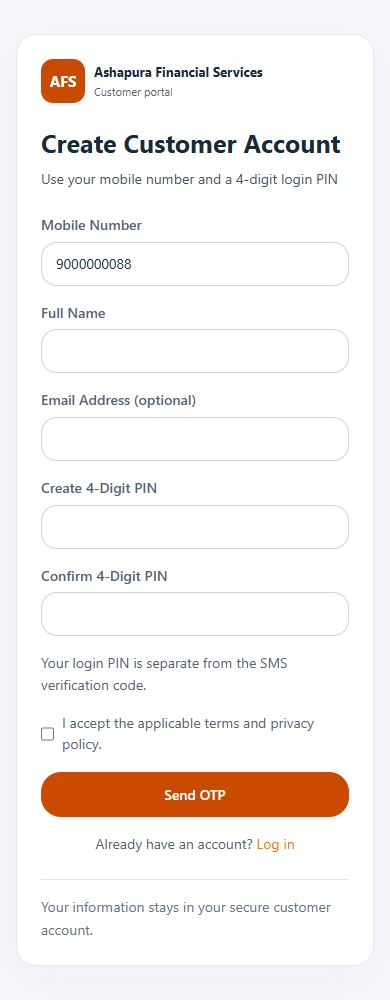 AFS
Ashapura Financial Services
Customer portal
Create Customer Account
Use your mobile number and a 4-digit login PIN
Mobile Number
9000000088
Full Name
Email Address (optional)
Create 4-Digit PIN
Confirm 4-Digit PIN
Your login PIN is separate from the SMS
verification code.
I accept the applicable terms and privacy
policy.
Send OTP
Already have an account? Log in
Your information stays in your secure customer
account.